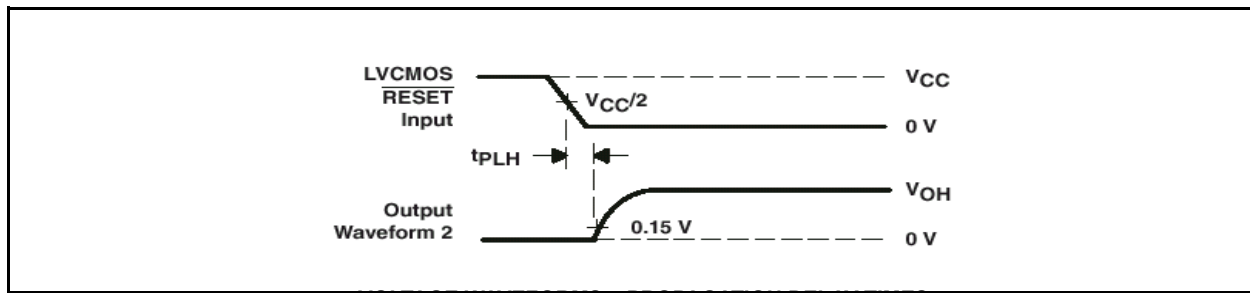 LVCMOS
RESET
Input
VCC
VCC/2
0 V
tPLH
Output
Waveform 2
VOH
0.15 V
0 V